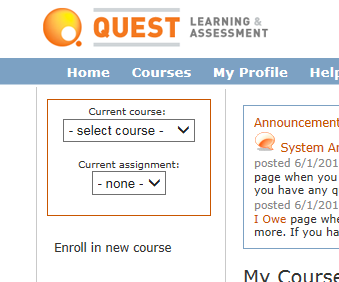 QUEST LEARNING & ASSESSMENT
Home Courses My Profile Help
Current course:
- select course -
Current assignment:
- none -
Enroll in new course
Announcement
System An
posted 6/1/201
page when you
you have any q
posted 6/1/201
I Owe page whe
more. If you ha
My Course